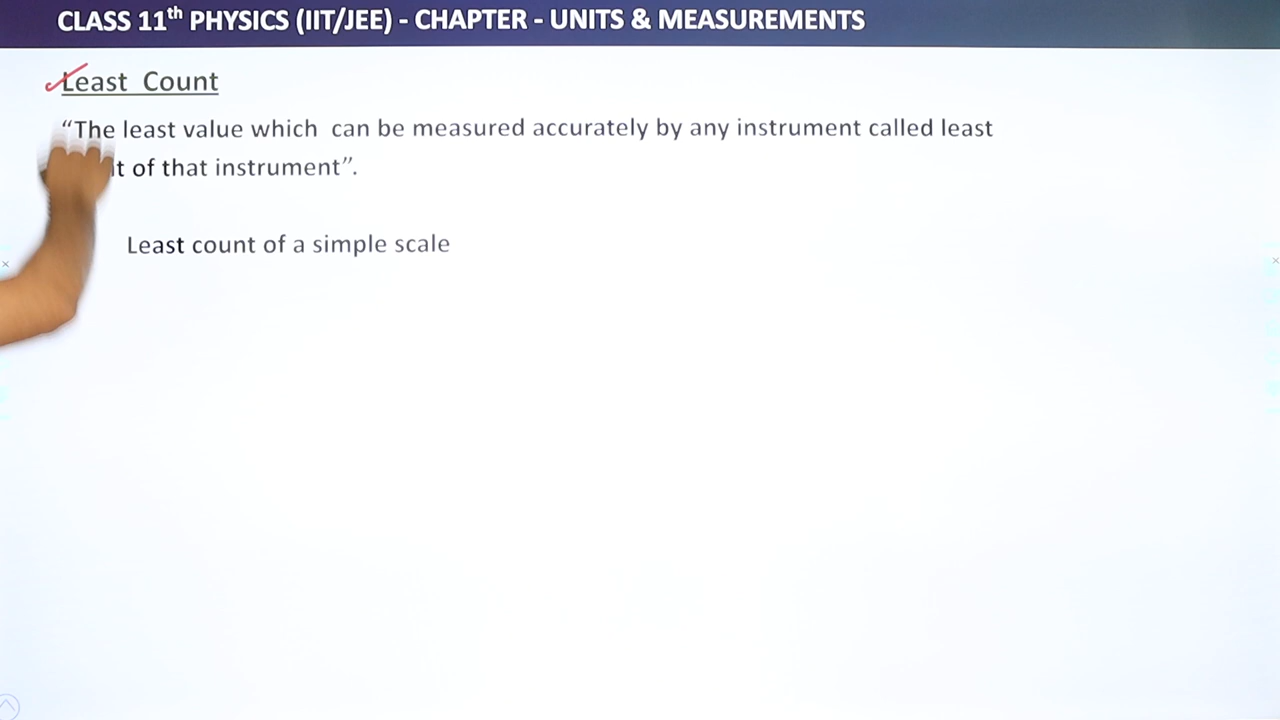 CLASS 11th PHYSICS (IIT/JEE) - CHAPTER - UNITS & MEASUREMENTS
Least Count
“The least value which can be measured accurately by any instrument called least
of that instrument”.
Least count of a simple scale